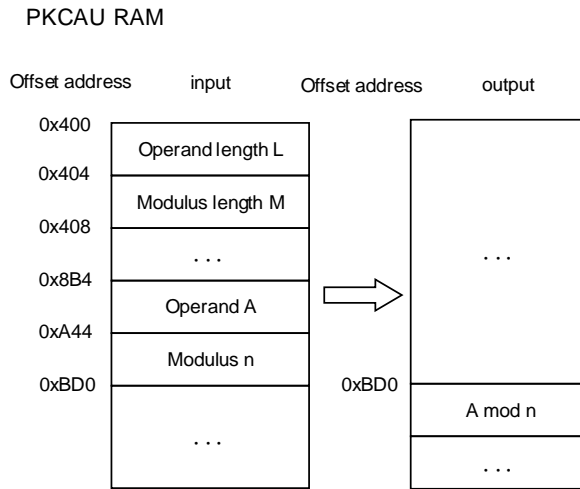 PKCAU RAM
Offset address input Offset address output
0x400
Operand length L
0x404
Modulus length M
0x408
...
0x8B4
Operand A
0xA44
Modulus n
0xBD0
...
...
0xBD0
A mod n
...